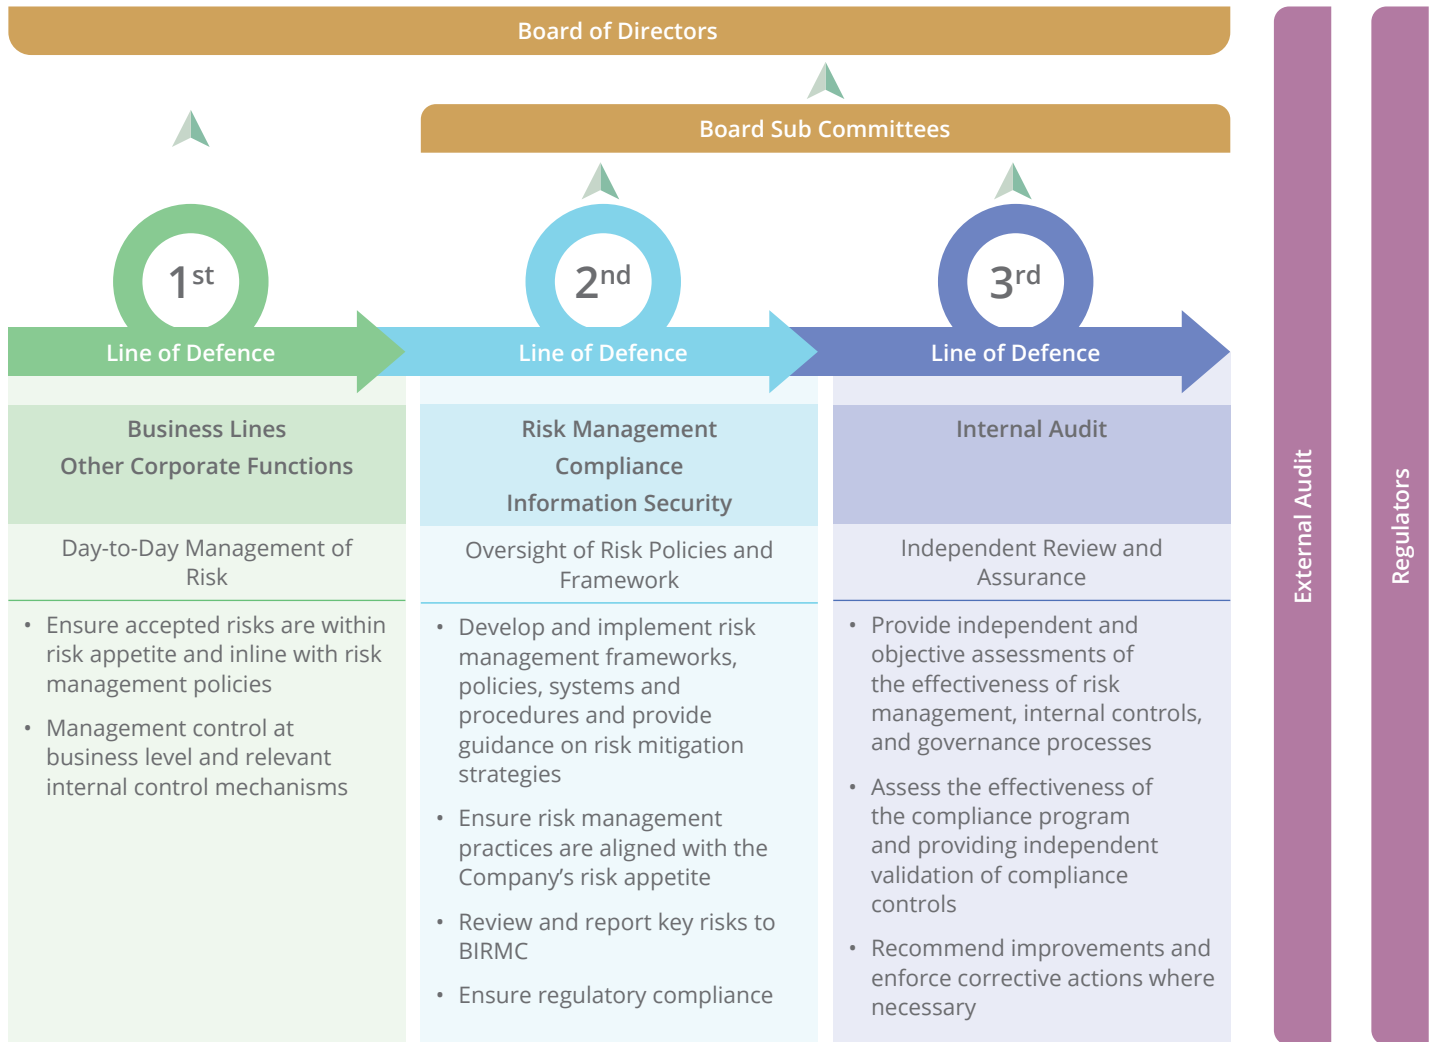 Board of Directors
Board Sub Committees
1st
Line of Defence
Business Lines
Other Corporate Functions
Day-to-Day Management of
Risk
• Ensure accepted risks are within
risk appetite and inline with risk
management policies
• Management control at
business level and relevant
internal control mechanisms
2nd
Line of Defence
Risk Management
Compliance
Information Security
Oversight of Risk Policies and
Framework
• Develop and implement risk
management frameworks,
policies, systems and
procedures and provide
guidance on risk mitigation
strategies
• Ensure risk management
practices are aligned with the
Company’s risk appetite
• Review and report key risks to
BIRMC
• Ensure regulatory compliance
3rd
Line of Defence
Internal Audit
Independent Review and
Assurance
• Provide independent and
objective assessments of
the effectiveness of risk
management, internal controls,
and governance processes
• Assess the effectiveness of
the compliance program
and providing independent
validation of compliance
controls
• Recommend improvements and
enforce corrective actions where
necessary
External Audit
Regulators